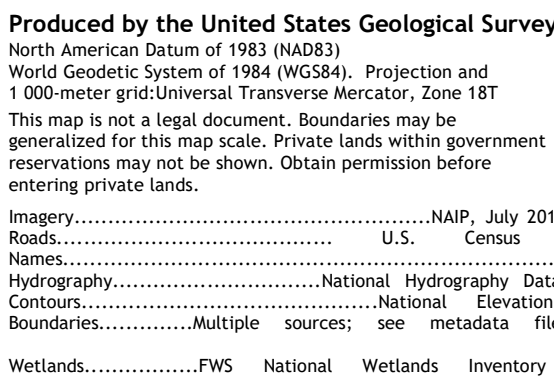 Produced by the United States Geological Survey
North American Datum of 1983 (NAD83)
World Geodetic System of 1984 (WGS84).  Projection and
1 000-meter grid:Universal Transverse Mercator, Zone 18T
This map is not a legal document. Boundaries may be
generalized for this map scale. Private lands within government
reservations may not be shown. Obtain permission before
entering private lands.
Imagery.....................................................NAIP, July 201
Roads......................................... U.S. Census
Names.....................................................................
Hydrography...............................National Hydrography Data
Contours............................................National Elevation
Boundaries..............Multiple sources; see metadata file
Wetlands.................FWS National Wetlands Inventory